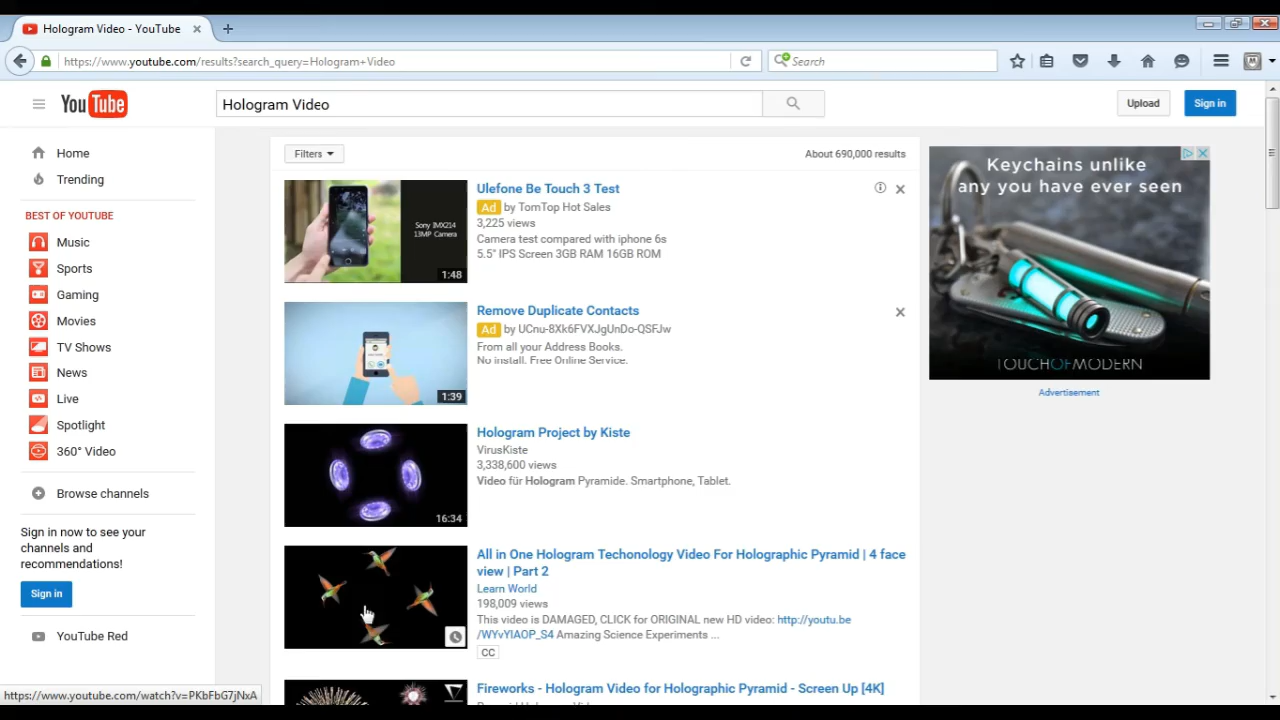 Hologram Video - YouTube
https://www.youtube.com/results?search_query=Hologram+Video
Search
YouTube
Hologram Video
Upload
Sign in
Home
Trending
BEST OF YOUTUBE
Music
Sports
Gaming
Movies
TV Shows
News
Live
Spotlight
360° Video
Browse channels
Sign in now to see your
channels and
recommendations!
Sign in
YouTube Red
Filters
About 690,000 results
Sony IMX214
13MP Camera
1:48
Ulefone Be Touch 3 Test
Ad by TomTop Hot Sales
3,225 views
Camera test compared with iphone 6s
5.5" IPS Screen 3GB RAM 16GB ROM
1:39
Remove Duplicate Contacts
Ad by UCnu-8Xk6FVXJgUnDo-QSFJw
From all your Address Books.
No install. Free Online Service.
16:34
Hologram Project by Kiste
VirusKiste
3,338,600 views
Video für Hologram Pyramide. Smartphone, Tablet.
All in One Hologram Techonology Video For Holographic Pyramid | 4 face
view | Part 2
Learn World
198,009 views
This video is DAMAGED, CLICK for ORIGINAL new HD video: http://youtu.be
/WYvYIAOP_S4 Amazing Science Experiments ...
CC
Fireworks - Hologram Video for Holographic Pyramid - Screen Up [4K]
Keychains unlike
any you have ever seen
TOUCHOFMODERN
Advertisement
https://www.youtube.com/watch?v=PKbFbG7jNxA